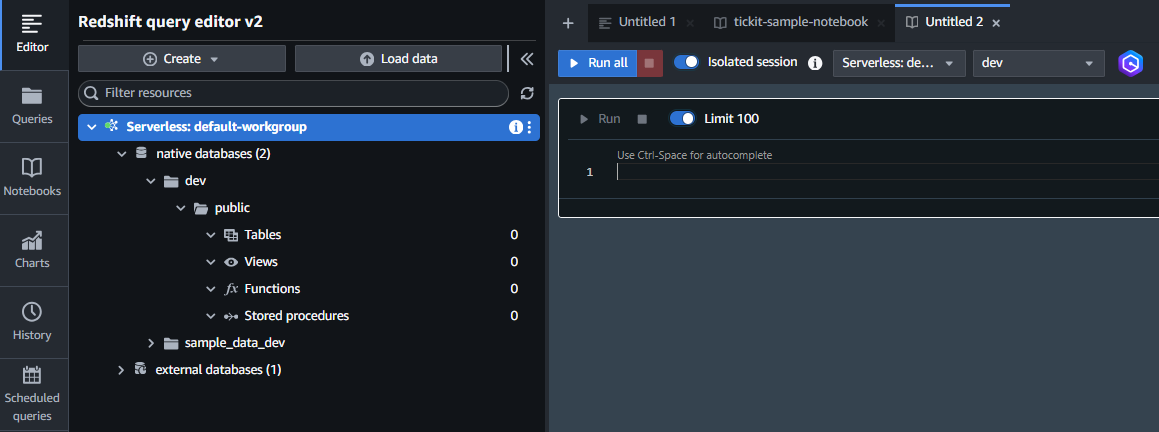 Editor
Queries
Notebooks
Charts
History
Scheduled
queries
Redshift query editor v2
Create
Load data
Filter resources
Serverless: default-workgroup
native databases (2)
dev
public
Tables 0
Views 0
fx Functions 0
Stored procedures 0
sample_data_dev
external databases (1)
Untitled 1
tickit-sample-notebook
Untitled 2
Run all
Isolated session
Serverless: de...
dev
Run
Limit 100
Use Ctrl-Space for autocomplete
1